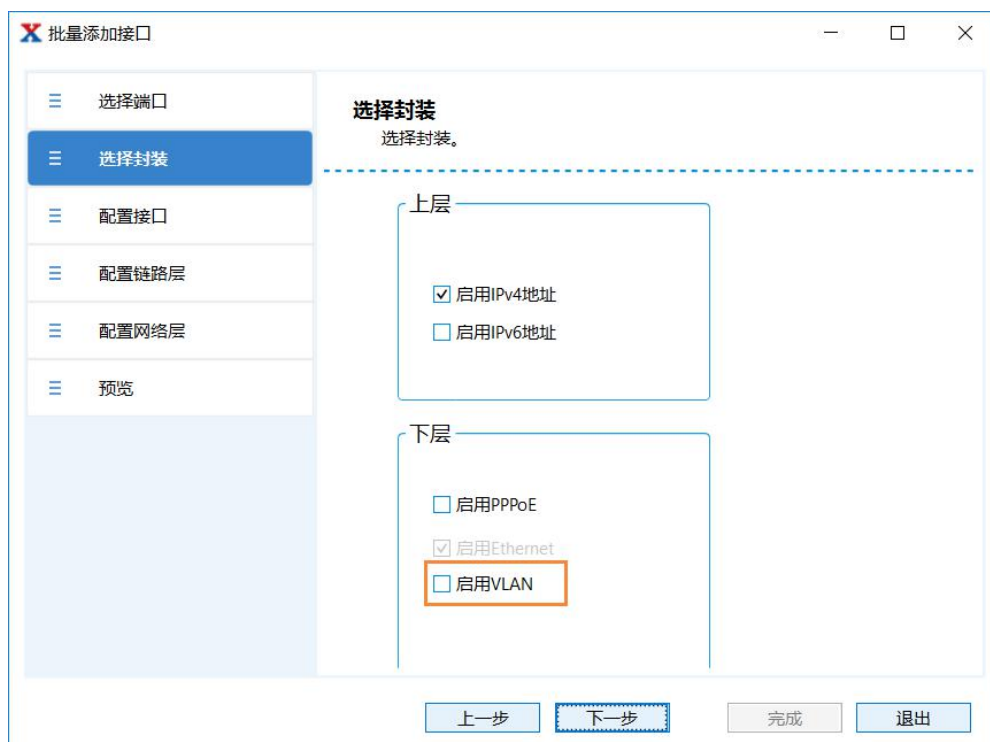 批量添加接口
选择端口
选择封装
配置接口
配置链路层
配置网络层
预览
选择封装
选择封装。
上层
启用IPv4地址
启用IPv6地址
下层
启用PPPoE
启用Ethernet
启用VLAN
上一步
下一步
完成
退出